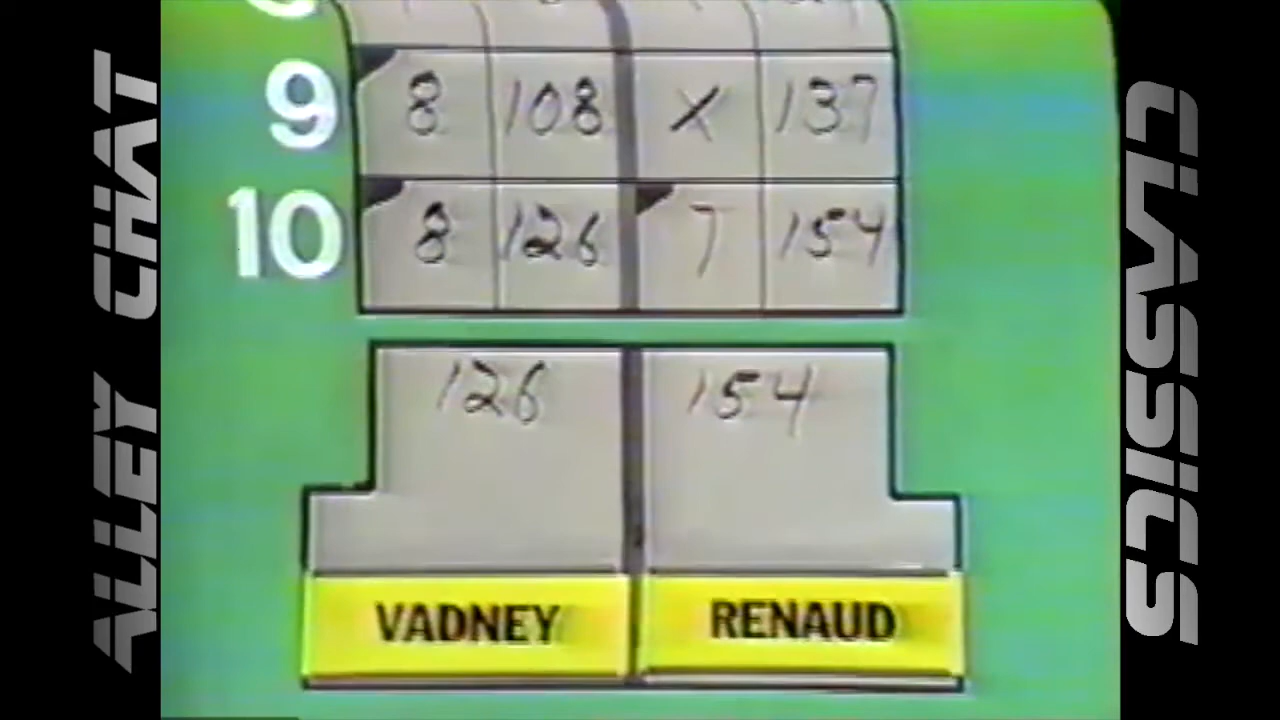 ALLEY CHAT
9 8 108 X 137
10 8 126 7 154
126 154
VADNEY RENAUD
CLASSICS